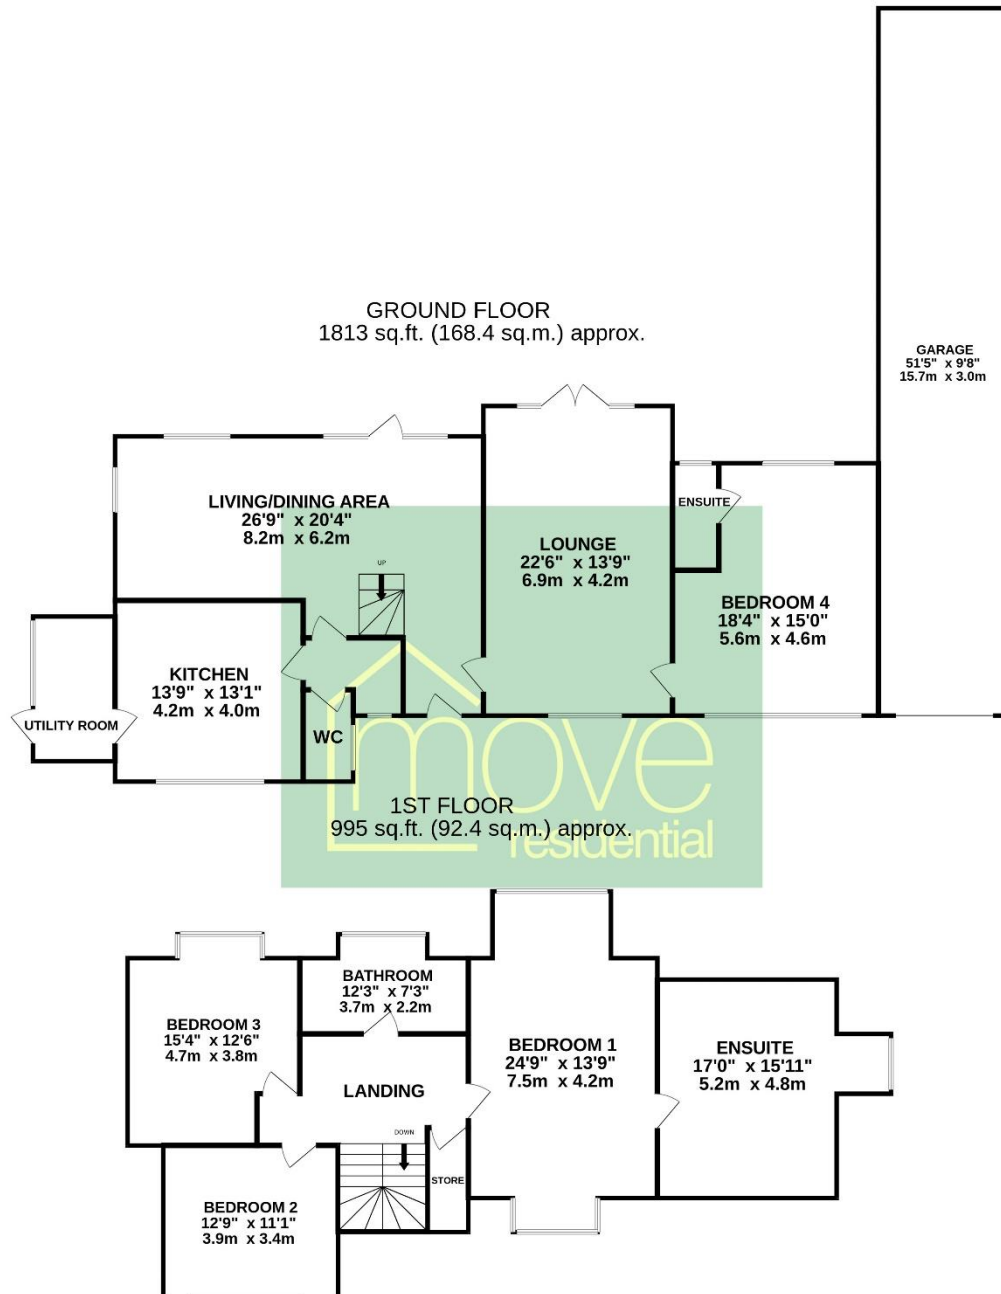 GROUND FLOOR
1813 sq.ft. (168.4 sq.m.) approx.
GARAGE
51'5" x 9'8"
15.7m x 3.0m
LIVING/DINING AREA
26'9" x 20'4"
8.2m x 6.2m
ENSUITE
LOUNGE
22'6" x 13'9"
6.9m x 4.2m
UP
BEDROOM 4
18'4" x 15'0"
5.6m x 4.6m
KITCHEN
13'9" x 13'1"
4.2m x 4.0m
UTILITY ROOM
WC
move
residential
1ST FLOOR
995 sq.ft. (92.4 sq.m.) approx.
BATHROOM
12'3" x 7'3"
3.7m x 2.2m
BEDROOM 3
15'4" x 12'6"
4.7m x 3.8m
BEDROOM 1
24'9" x 13'9"
7.5m x 4.2m
ENSUITE
17'0" x 15'11"
5.2m x 4.8m
LANDING
DOWN
STORE
BEDROOM 2
12'9" x 11'1"
3.9m x 3.4m